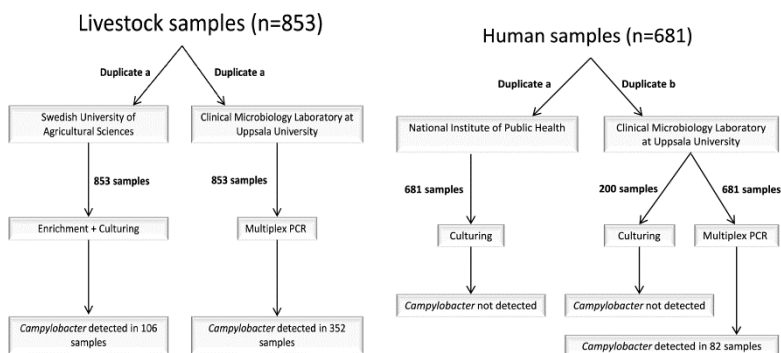 Livestock samples (n=853)
Duplicate a
Duplicate a
Swedish University of
Agricultural Sciences
Clinical Microbiology Laboratory at
Uppsala University
853 samples
853 samples
Enrichment + Culturing
Multiplex PCR
Campylobacter detected in 106
samples
Campylobacter detected in 352
samples
Human samples (n=681)
Duplicate a
Duplicate b
National Institute of Public Health
Clinical Microbiology Laboratory
at Uppsala University
681 samples
200 samples
681 samples
Culturing
Culturing
Multiplex PCR
Campylobacter not detected
Campylobacter not detected
Campylobacter detected in 82 samples